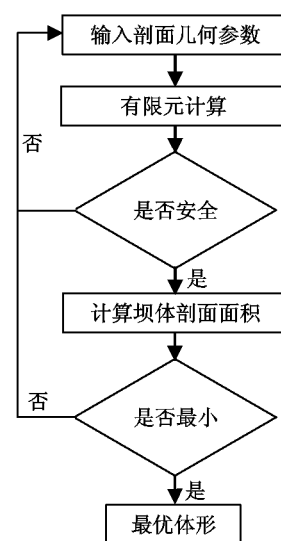 输入剖面几何参数
有限元计算
否
是否安全
是
计算坝体剖面面积
否
是否最小
是
最优体形